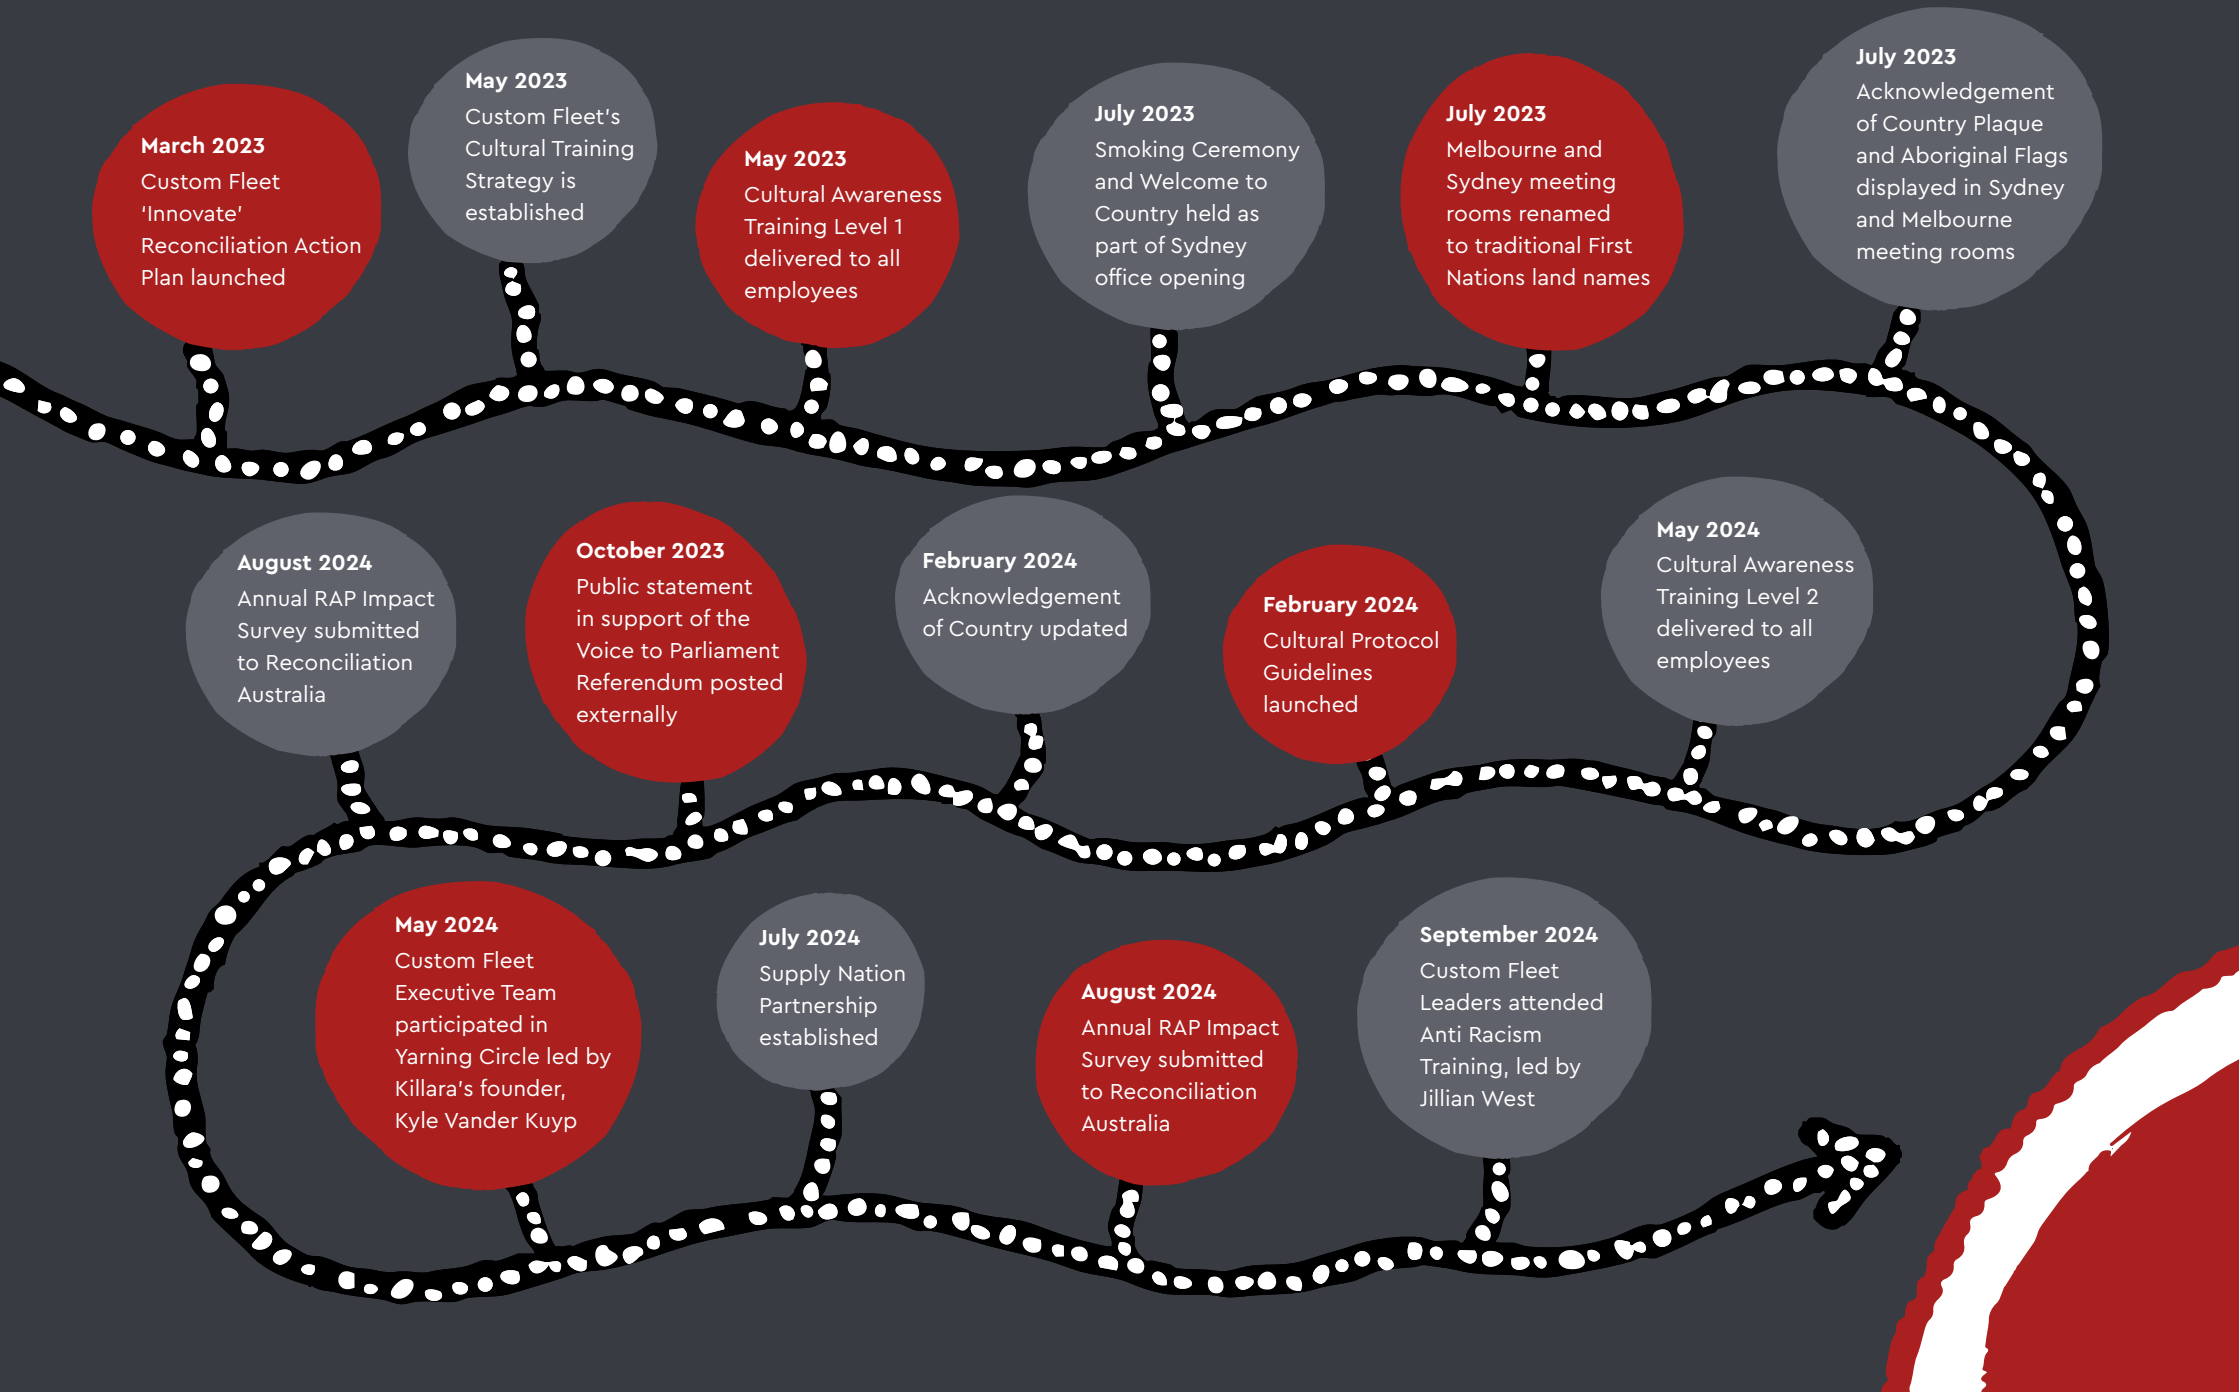 March 2023
Custom Fleet
‘Innovate’
Reconciliation Action
Plan launched
May 2023
Custom Fleet's
Cultural Training
Strategy is
established
May 2023
Cultural Awareness
Training Level 1
delivered to all
employees
July 2023
Smoking Ceremony
and Welcome to
Country held as
part of Sydney
office opening
July 2023
Melbourne and
Sydney meeting
rooms renamed
to traditional First
Nations land names
July 2023
Acknowledgement
of Country Plaque
and Aboriginal Flags
displayed in Sydney
and Melbourne
meeting rooms
August 2024
Annual RAP Impact
Survey submitted
to Reconciliation
Australia
October 2023
Public statement
in support of the
Voice to Parliament
Referendum posted
externally
February 2024
Acknowledgement
of Country updated
February 2024
Cultural Protocol
Guidelines
launched
May 2024
Cultural Awareness
Training Level 2
delivered to all
employees
May 2024
Custom Fleet
Executive Team
participated in
Yarning Circle led by
Killara's founder,
Kyle Vander Kuyp
July 2024
Supply Nation
Partnership
established
August 2024
Annual RAP Impact
Survey submitted
to Reconciliation
Australia
September 2024
Custom Fleet
Leaders attended
Anti Racism
Training, led by
Jillian West